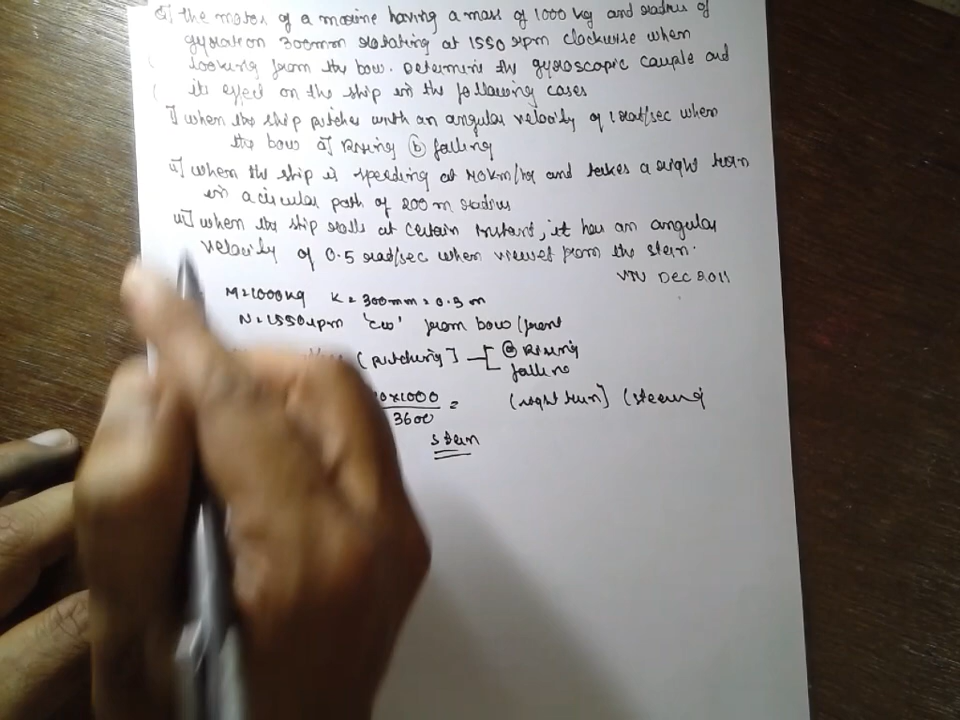 Q] the motor of a marine having a mass of 1000 kg and radius of
gyration 300mm rotating at 1550 rpm clockwise when
looking from the bow. Determine the gyroscopic couple and
its effect on the ship in the following cases
i] when the ship pitches with an angular velocity of 1 rad/sec when
the bow a] Rising b falling
ii] when the ship is speeding at 40km/hr and takes a right turn
in a circular path of 200m radius
iii] when the ship rolls at certain instant, it has an angular
velocity of 0.5 rad/sec when viewed from the stern.
VTU Dec 2011
M=1000kg K = 300mm = 0.3 m
N=1550rpm 'cw' from bow (front
(pitching] a Rising
falling
0×1000 / 3600 = (right turn] (steering
stern